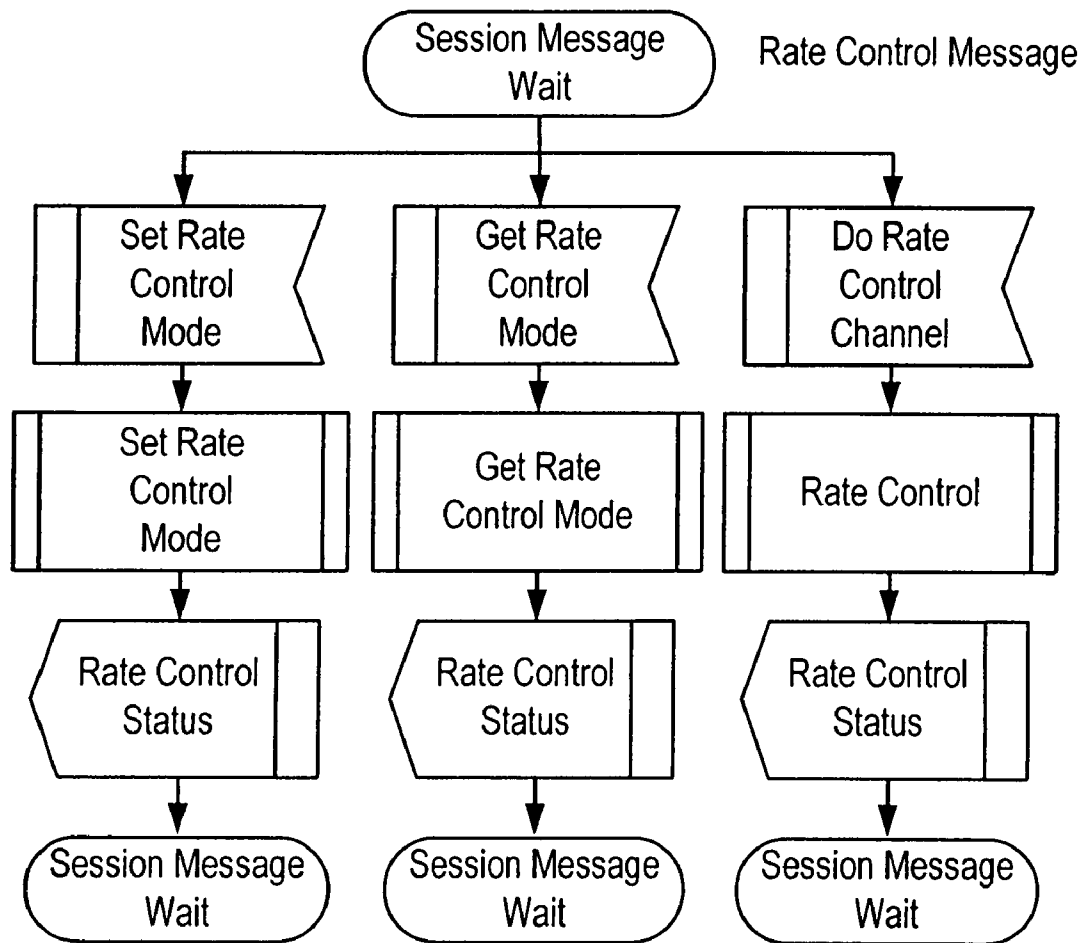 Session Message
Wait
Rate Control Message
Set Rate
Control
Mode
Get Rate
Control
Mode
Do Rate
Control
Channel
Set Rate
Control
Mode
Get Rate
Control Mode
Rate Control
Rate Control
Status
Rate Control
Status
Rate Control
Status
Session Message
Wait
Session Message
Wait
Session Message
Wait